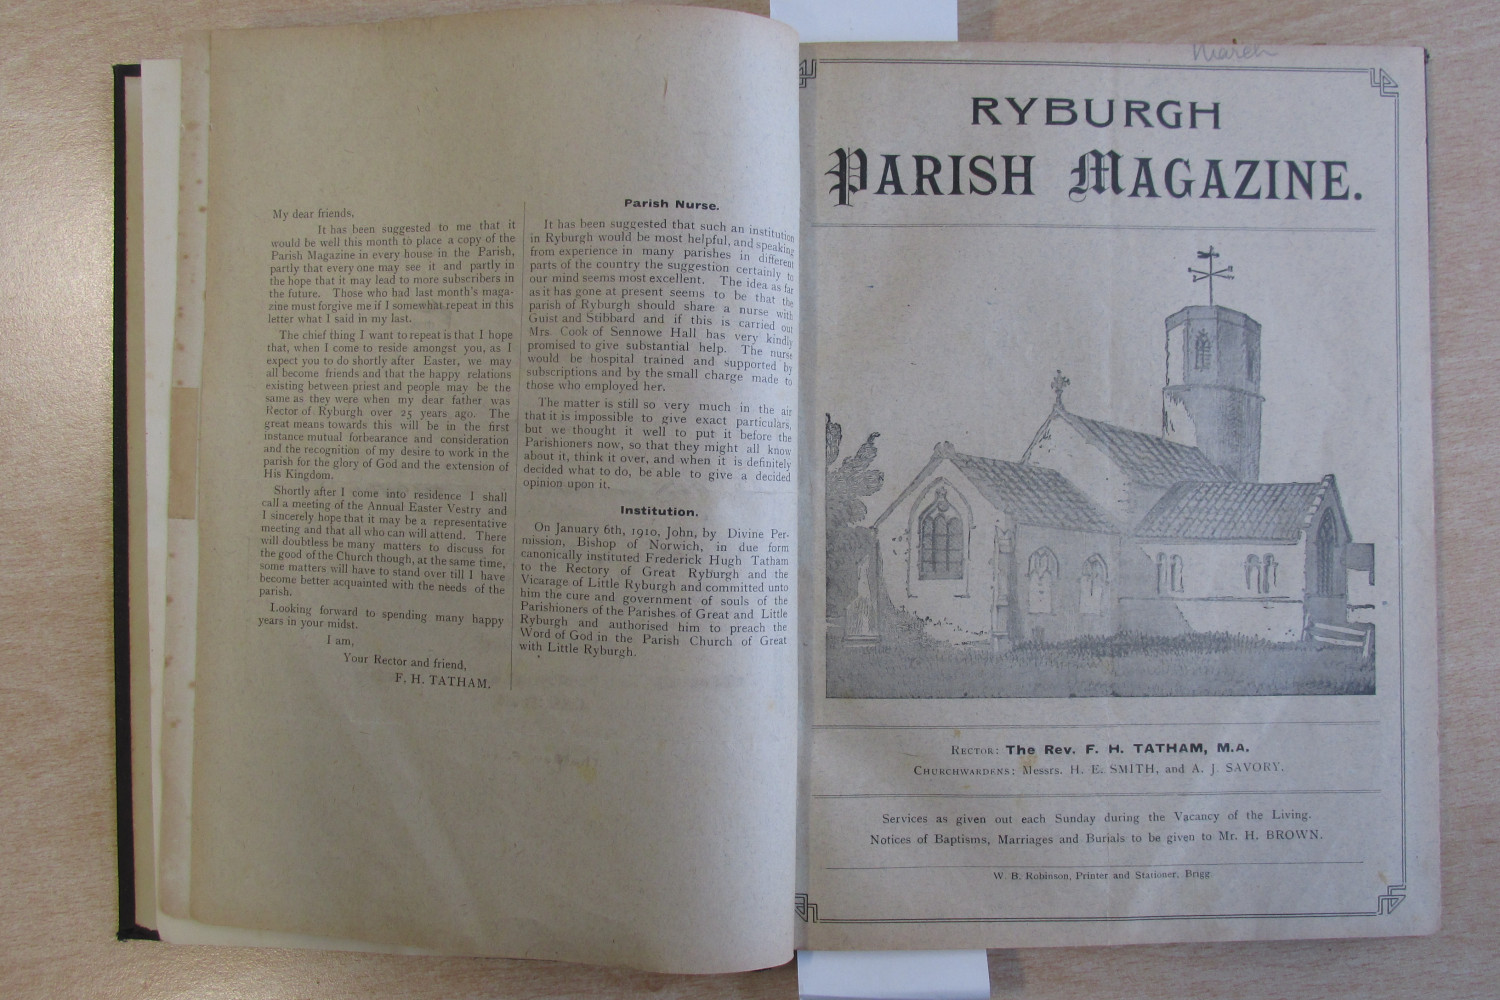 My dear friends,
It has been suggested to me that it
would be well this month to place a copy of the
Parish Magazine in every house in the Parish,
partly that every one may see it and partly in
the hope that it may lead to more subscribers in
the future. Those who had last month's maga-
zine must forgive me if I somewhat repeat in this
letter what I said in my last.
The chief thing I want to repeat is that I hope
that, when I come to reside amongst you, as I
expect you to do shortly after Easter, we may
all become friends and that the happy relations
existing between priest and people may be the
same as they were when my dear father was
Rector of Ryburgh over 25 years ago. The
great means towards this will be in the first
instance mutual forbearance and consideration
and the recognition of my desire to work in the
parish for the glory of God and the extension of
His Kingdom.
Shortly after I come into residence I shall
call a meeting of the Annual Easter Vestry and
I sincerely hope that it may be a representative
meeting and that all who can will attend. There
will doubtless be many matters to discuss for
the good of the Church though, at the same time,
some matters will have to stand over till I have
become better acquainted with the needs of the
parish.
Looking forward to spending many happy
years in your midst.
I am,
Your Rector and friend,
F. H. TATHAM.
Parish Nurse.
It has been suggested that such an institution
in Ryburgh would be most helpful, and speaking
from experience in many parishes in different
parts of the country the suggestion certainly to
our mind seems most excellent. The idea as far
as it has gone at present seems to be that the
parish of Ryburgh should share a nurse with
Guist and Stibbard and if this is carried out
Mrs. Cook of Sennowe Hall has very kindly
promised to give substantial help. The nurse
would be hospital trained and supported by
subscriptions and by the small charge made to
those who employed her.
The matter is still so very much in the air
that it is impossible to give exact particulars,
but we thought it well to put it before the
Parishioners now, so that they might all know
about it, think it over, and when it is definitely
decided what to do, be able to give a decided
opinion upon it.
Institution.
On January 6th, 1910, John, by Divine Per-
mission, Bishop of Norwich, in due form
canonically instituted Frederick Hugh Tatham
to the Rectory of Great Ryburgh and the
Vicarage of Little Ryburgh and committed unto
him the cure and government of souls of the
Parishioners of the Parishes of Great and Little
Ryburgh and authorised him to preach the
Word of God in the Parish Church of Great
with Little Ryburgh.
March
RYBURGH
PARISH MAGAZINE.
RECTOR: The Rev. F. H. TATHAM, M.A.
CHURCHWARDENS: Messrs. H. E. SMITH, and A. J. SAVORY.
Services as given out each Sunday during the Vacancy of the Living.
Notices of Baptisms, Marriages and Burials to be given to Mr. H. BROWN.
W. B. Robinson, Printer and Stationer, Brigg